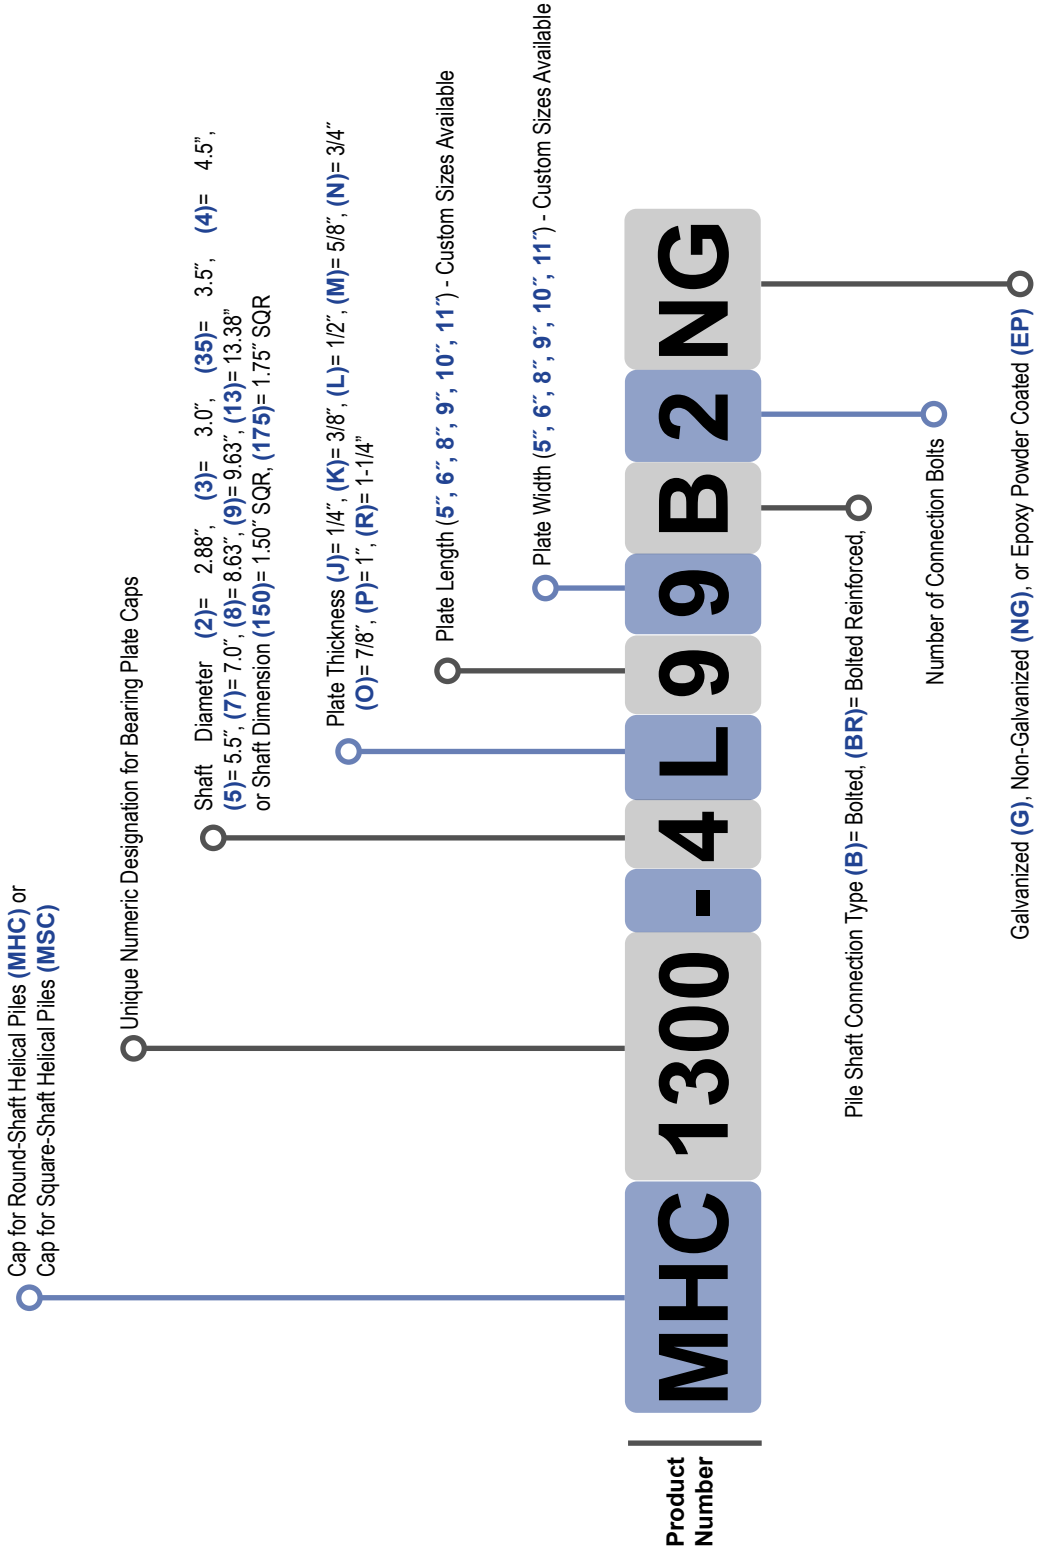 Cap for Round-Shaft Helical Piles (MHC) or
Cap for Square-Shaft Helical Piles (MSC)
Unique Numeric Designation for Bearing Plate Caps
Shaft Diameter (2)= 2.88″, (3)= 3.0″, (35)= 3.5″, (4)= 4.5”,
(5)= 5.5″, (7)= 7.0″, (8)= 8.63″, (9)= 9.63″, (13)= 13.38”
or Shaft Dimension (150)= 1.50″ SQR, (175)= 1.75″ SQR
Plate Thickness (J)= 1/4″, (K)= 3/8″, (L)= 1/2″, (M)= 5/8″, (N)= 3/4″
(O)= 7/8″, (P)= 1″, (R)= 1-1/4”
Plate Length (5″, 6″, 8″, 9″, 10″, 11″) - Custom Sizes Available
Plate Width (5″, 6″, 8″, 9″, 10″, 11″) - Custom Sizes Available
Product
Number
MHC 1300 - 4 L 9 9 B 2 NG
Pile Shaft Connection Type (B)= Bolted, (BR)= Bolted Reinforced,
Number of Connection Bolts
Galvanized (G), Non-Galvanized (NG), or Epoxy Powder Coated (EP)